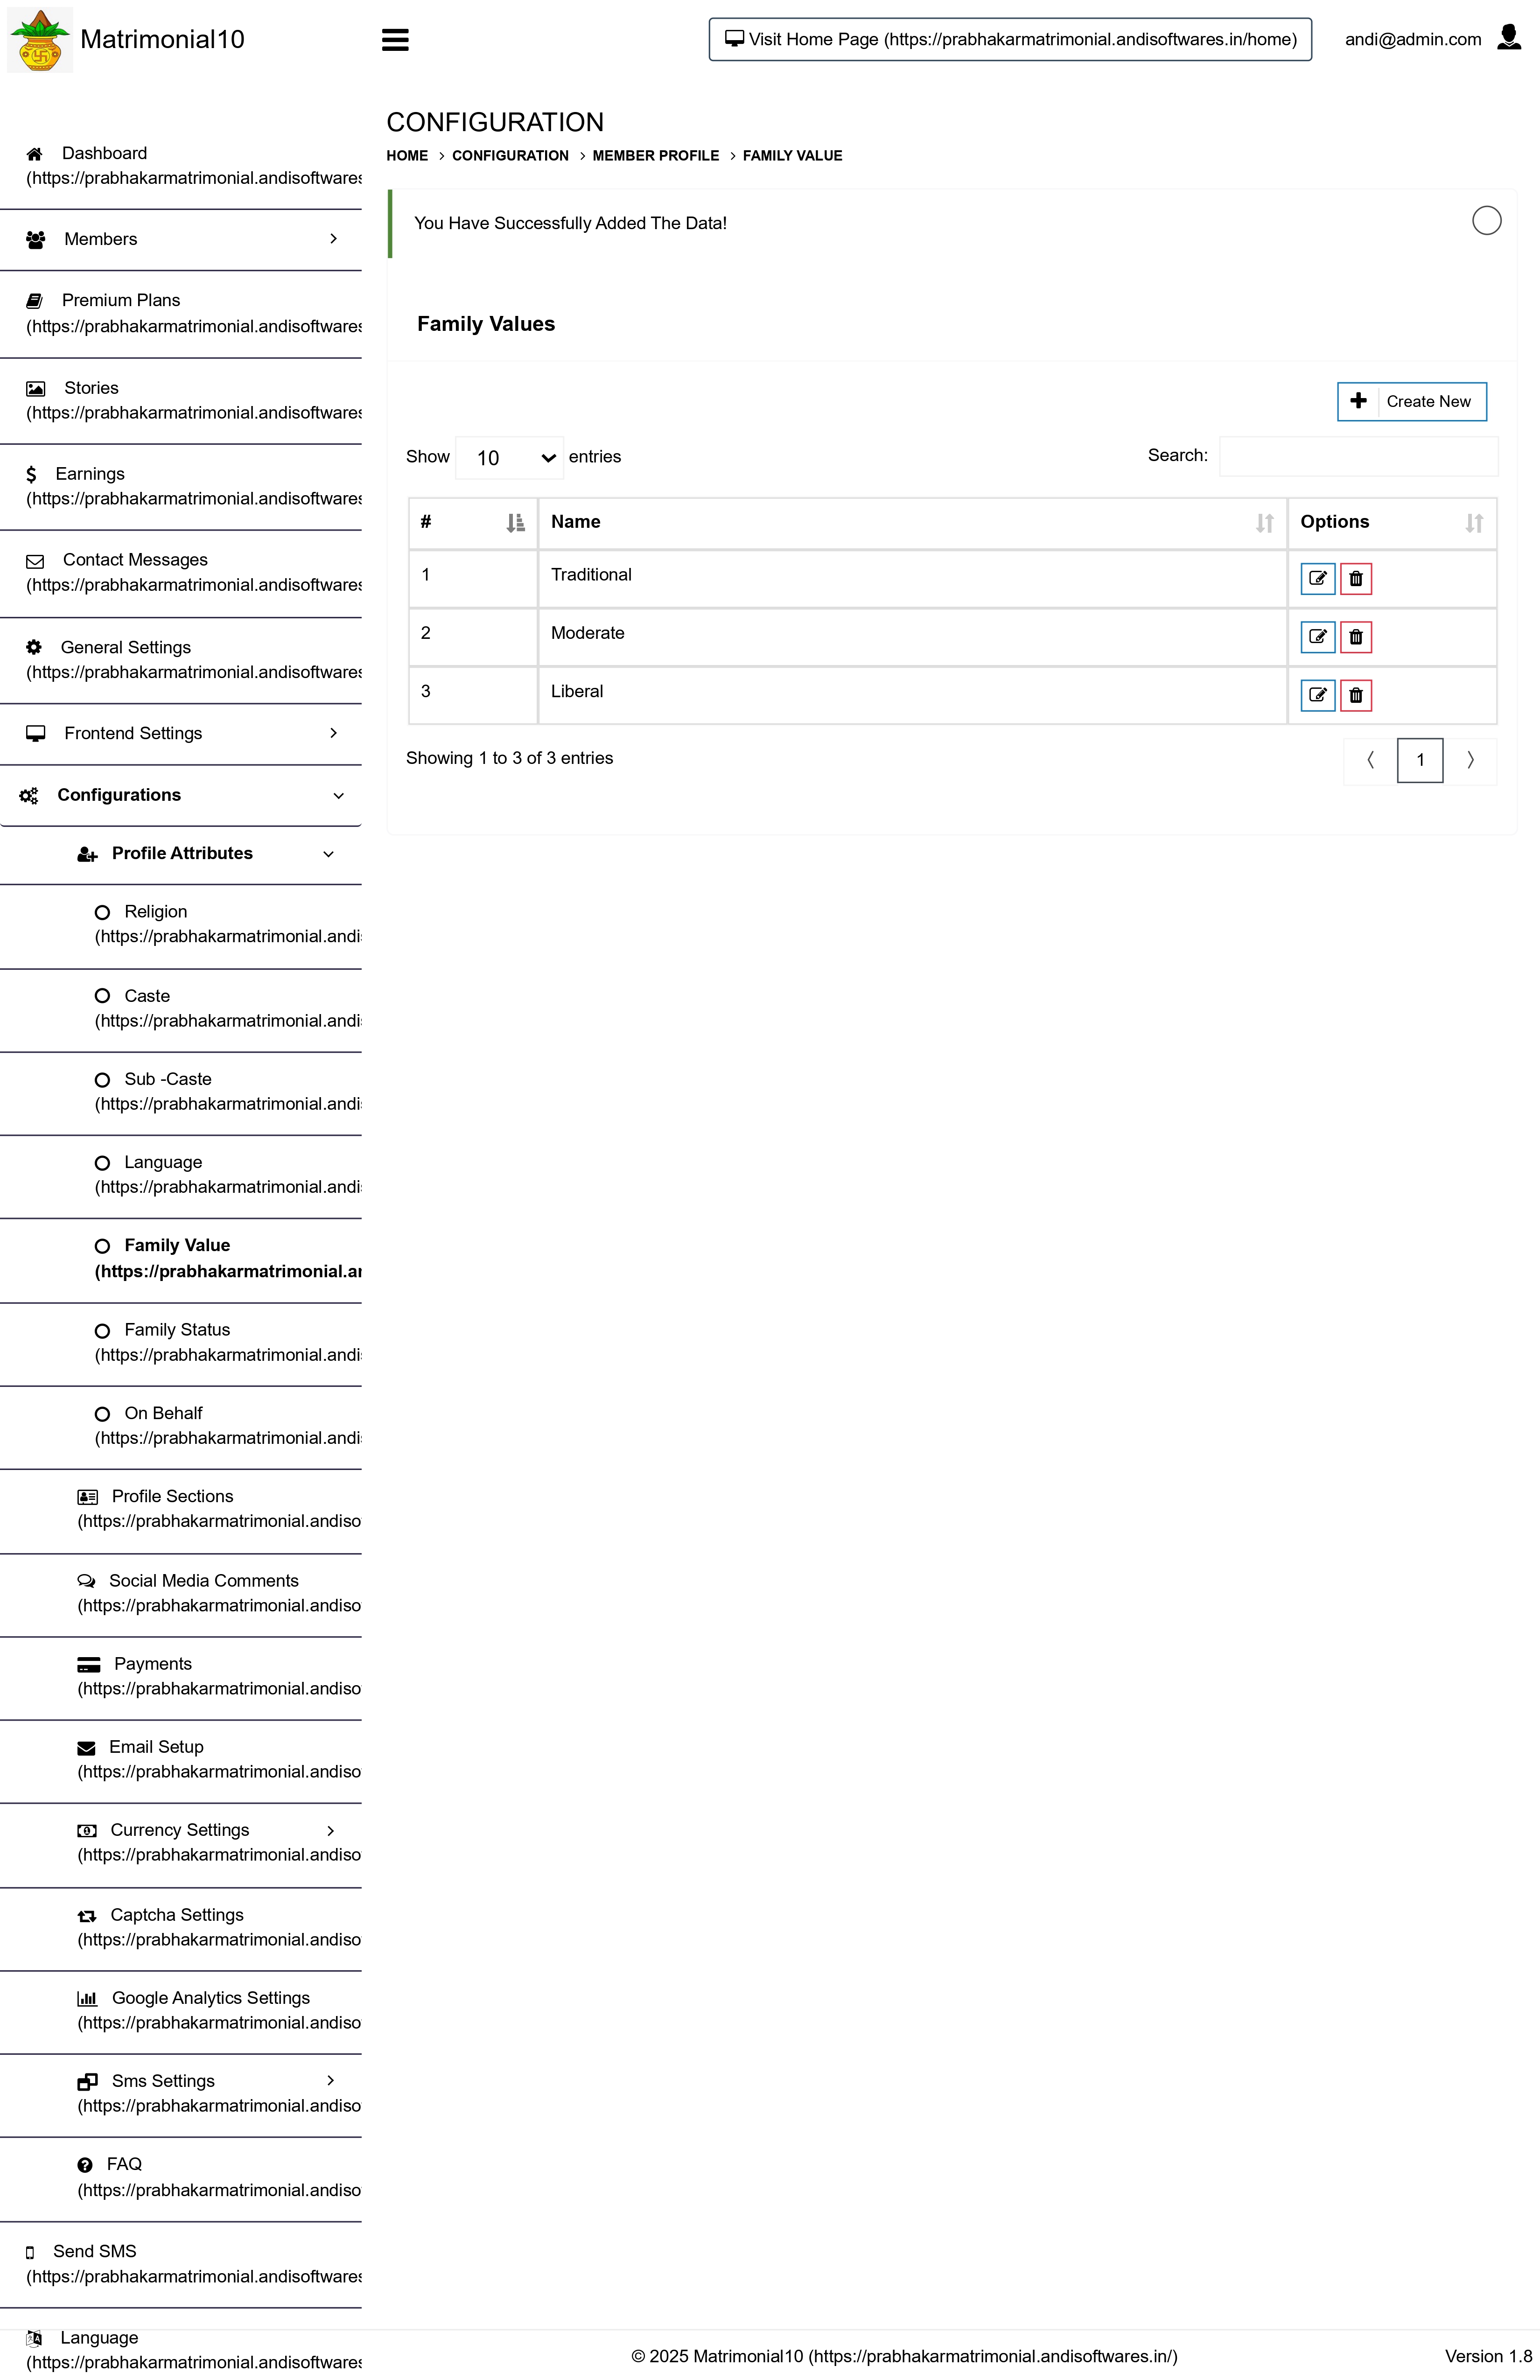 Matrimonial10
Visit Home Page (https://prabhakarmatrimonial.andisoftwares.in/home)
andi@admin.com
Dashboard
(https://prabhakarmatrimonial.andisoftwares
Members
Premium Plans
(https://prabhakarmatrimonial.andisoftwares
Stories
(https://prabhakarmatrimonial.andisoftwares
$ Earnings
(https://prabhakarmatrimonial.andisoftwares
Contact Messages
(https://prabhakarmatrimonial.andisoftwares
General Settings
(https://prabhakarmatrimonial.andisoftwares
Frontend Settings
Configurations
Profile Attributes
Religion
(https://prabhakarmatrimonial.andis
Caste
(https://prabhakarmatrimonial.andis
Sub -Caste
(https://prabhakarmatrimonial.andis
Language
(https://prabhakarmatrimonial.andis
Family Value
(https://prabhakarmatrimonial.an
Family Status
(https://prabhakarmatrimonial.andis
On Behalf
(https://prabhakarmatrimonial.andis
Profile Sections
(https://prabhakarmatrimonial.andiso
Social Media Comments
(https://prabhakarmatrimonial.andiso
Payments
(https://prabhakarmatrimonial.andiso
Email Setup
(https://prabhakarmatrimonial.andiso
Currency Settings
(https://prabhakarmatrimonial.andiso
Captcha Settings
(https://prabhakarmatrimonial.andiso
Google Analytics Settings
(https://prabhakarmatrimonial.andiso
Sms Settings
(https://prabhakarmatrimonial.andiso
FAQ
(https://prabhakarmatrimonial.andiso
Send SMS
(https://prabhakarmatrimonial.andisoftwares
Language
(https://prabhakarmatrimonial.andisoftwares
CONFIGURATION
HOME > CONFIGURATION > MEMBER PROFILE > FAMILY VALUE
You Have Successfully Added The Data!
Family Values
Create New
Show 10 entries
Search:
# Name Options
1 Traditional
2 Moderate
3 Liberal
Showing 1 to 3 of 3 entries
1
© 2025 Matrimonial10 (https://prabhakarmatrimonial.andisoftwares.in/)
Version 1.8